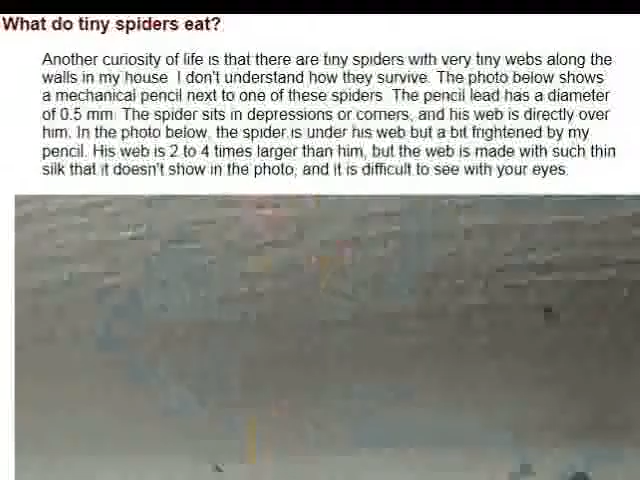 What do tiny spiders eat?
Another curiosity of life is that there are tiny spiders with very tiny webs along the
walls in my house. I don't understand how they survive. The photo below shows
a mechanical pencil next to one of these spiders. The pencil lead has a diameter
of 0.5 mm. The spider sits in depressions or corners, and his web is directly over
him. In the photo below, the spider is under his web but a bit frightened by my
pencil. His web is 2 to 4 times larger than him, but the web is made with such thin
silk that it doesn't show in the photo, and it is difficult to see with your eyes.